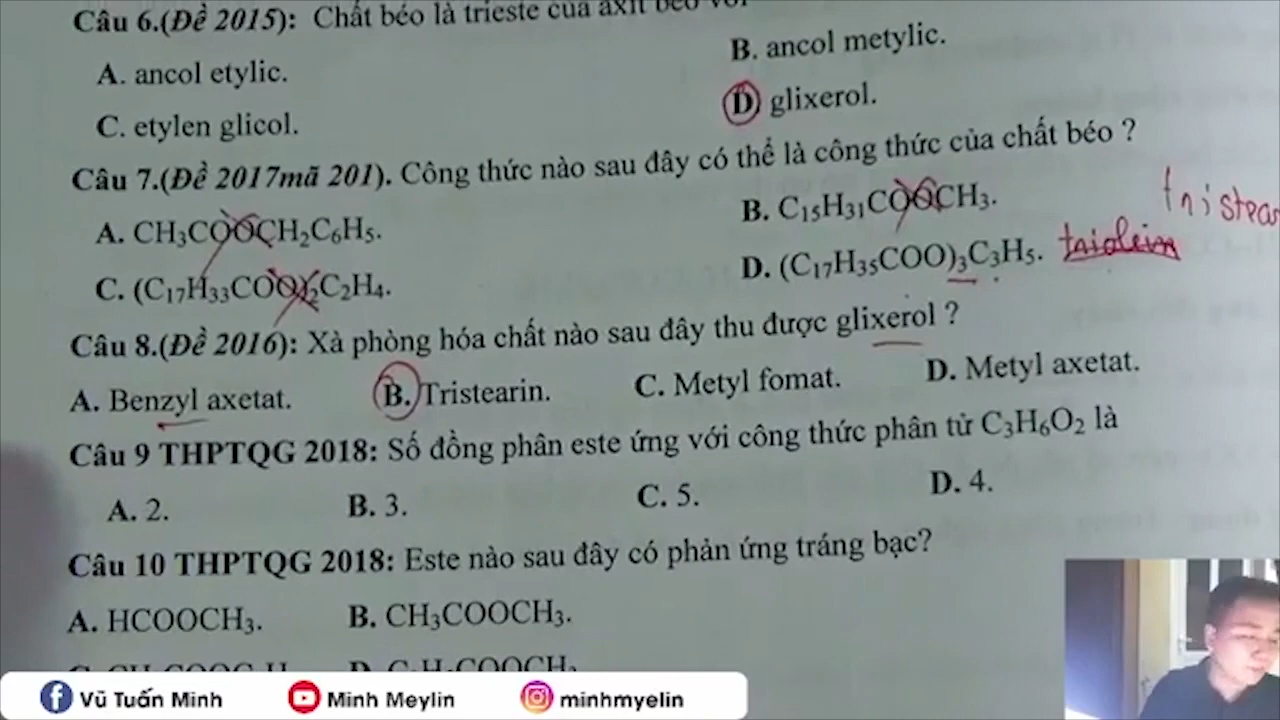 Câu 6.(Đề 2015): Chất béo là trieste của axit béo với
A. ancol etylic. B. ancol metylic.
C. etylen glicol. D. glixerol.
Câu 7.(Đề 2017mã 201). Công thức nào sau đây có thể là công thức của chất béo ?
A. CH₃COOCH₂C₆H₅. B. C₁₅H₃₁COOCH₃.
C. (C₁₇H₃₃COO)₂C₂H₄. D. (C₁₇H₃₅COO)₃C₃H₅. triolein
tristear
Câu 8.(Đề 2016): Xà phòng hóa chất nào sau đây thu được glixerol ?
A. Benzyl axetat. B. Tristearin. C. Metyl fomat. D. Metyl axetat.
Câu 9 THPTQG 2018: Số đồng phân este ứng với công thức phân tử C₃H₆O₂ là
A. 2. B. 3. C. 5. D. 4.
Câu 10 THPTQG 2018: Este nào sau đây có phản ứng tráng bạc?
A. HCOOCH₃. B. CH₃COOCH₃.
Vũ Tuấn Minh Minh Meylin minhmyelin